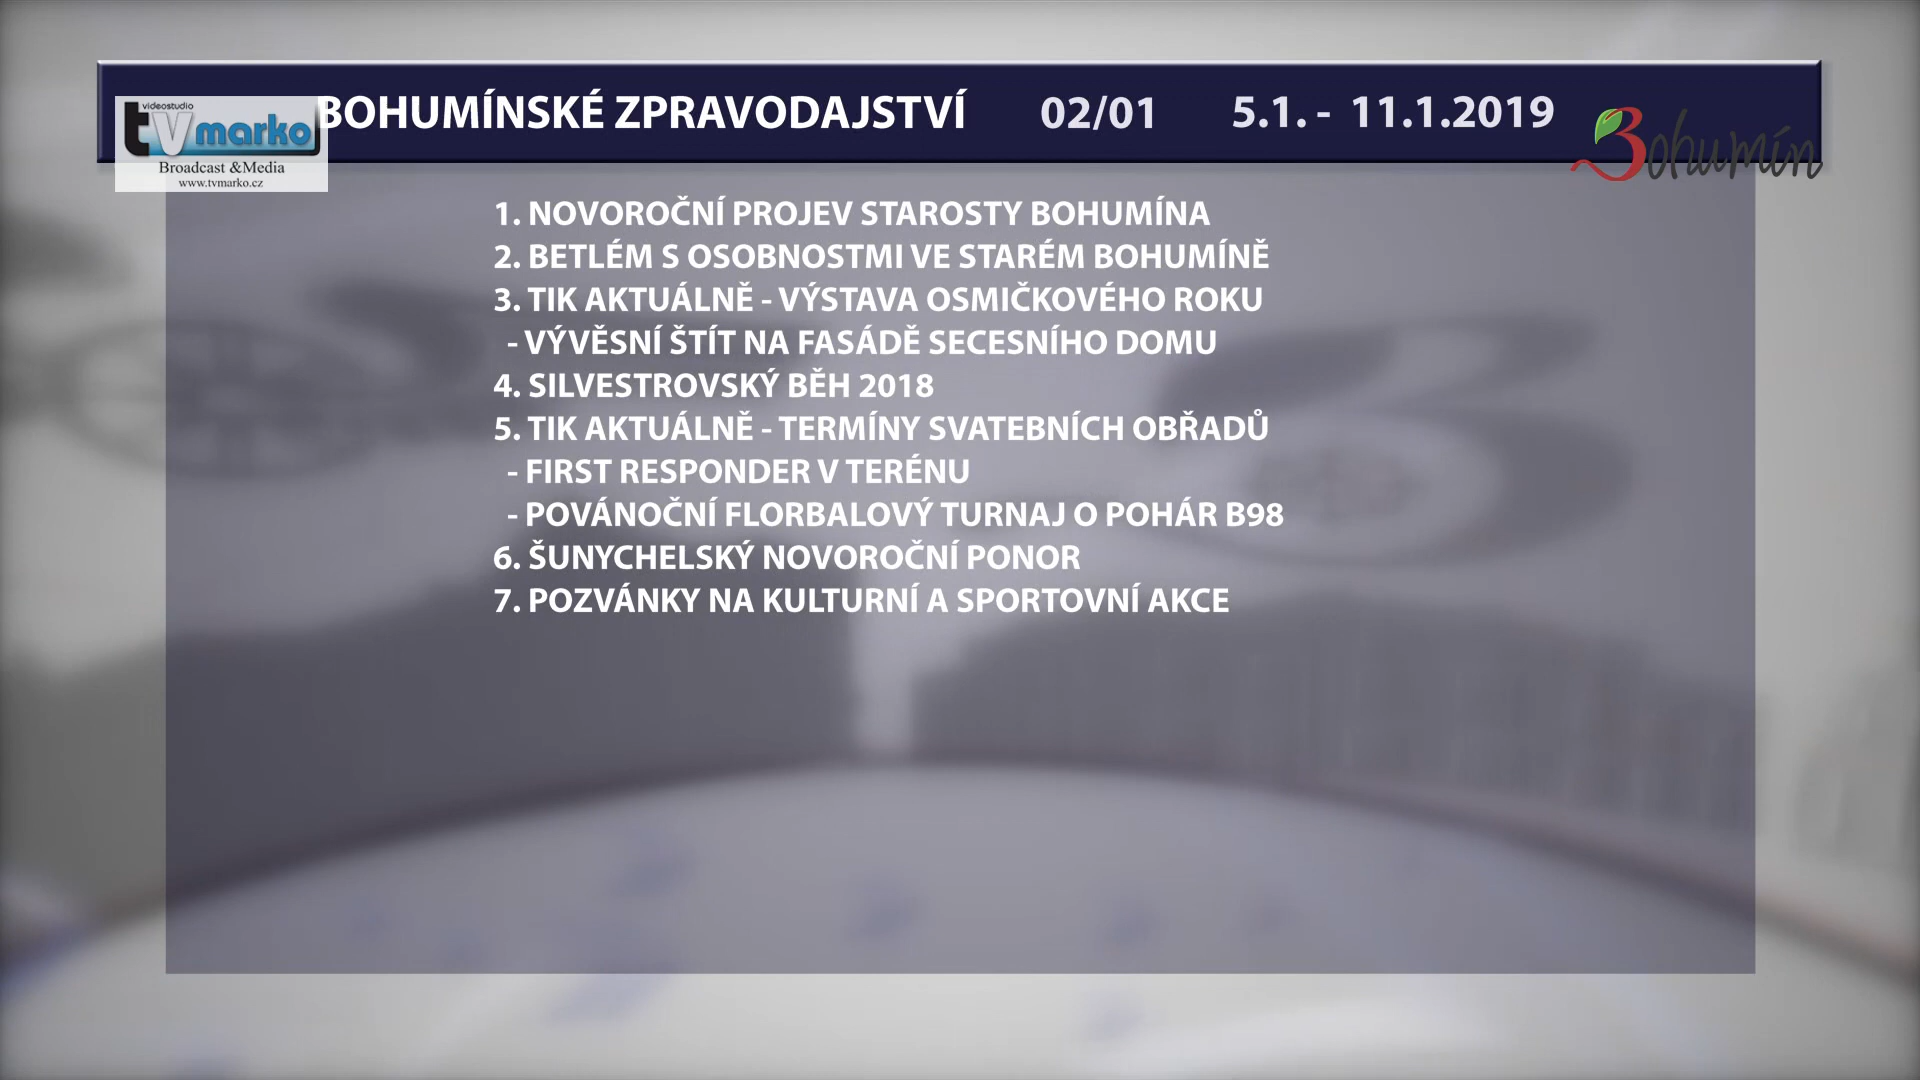 videostudio
tvmarko
Broadcast &Media
www.tvmarko.cz
BOHUMÍNSKÉ ZPRAVODAJSTVÍ 02/01 5.1. - 11.1.2019
Bohumín
1. NOVOROČNÍ PROJEV STAROSTY BOHUMÍNA
2. BETLÉM S OSOBNOSTMI VE STARÉM BOHUMÍNĚ
3. TIK AKTUÁLNĚ - VÝSTAVA OSMIČKOVÉHO ROKU
- VÝVĚSNÍ ŠTÍT NA FASÁDĚ SECESNÍHO DOMU
4. SILVESTROVSKÝ BĚH 2018
5. TIK AKTUÁLNĚ - TERMÍNY SVATEBNÍCH OBŘADŮ
- FIRST RESPONDER V TERÉNU
- POVÁNOČNÍ FLORBALOVÝ TURNAJ O POHÁR B98
6. ŠUNYCHELSKÝ NOVOROČNÍ PONOR
7. POZVÁNKY NA KULTURNÍ A SPORTOVNÍ AKCE